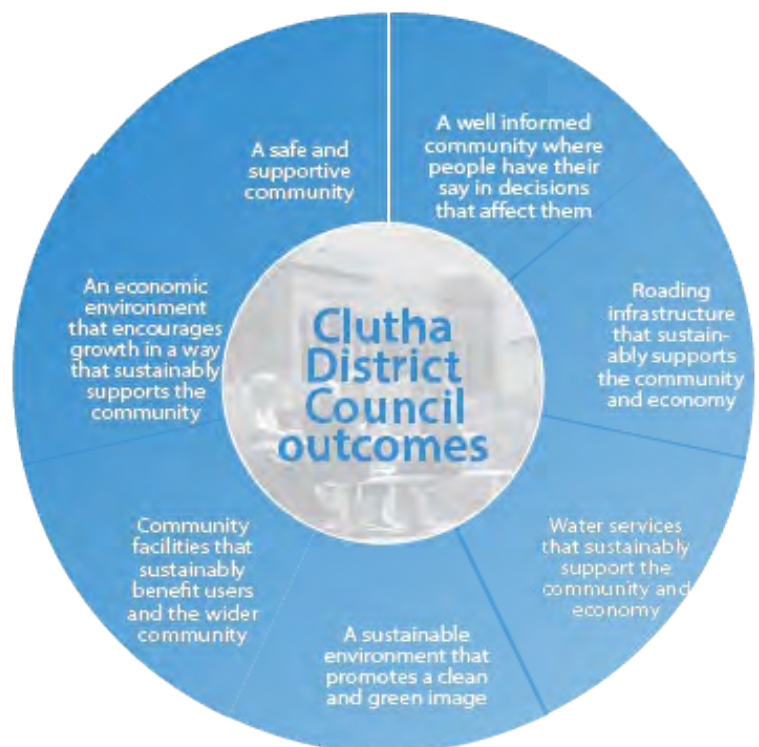 A safe and
supportive
community
A well informed
community where
people have their
say in decisions
that affect them
Roading
infrastructure
that sustain-
ably supports
the community
and economy
Water services
that sustainably
support the
community and
economy
A sustainable
environment that
promotes a clean
and green image
Community
facilities that
sustainably
benefit users
and the wider
community
An economic
environment
that encourages
growth in a way
that sustainably
supports the
community
Clutha
District
Council
outcomes